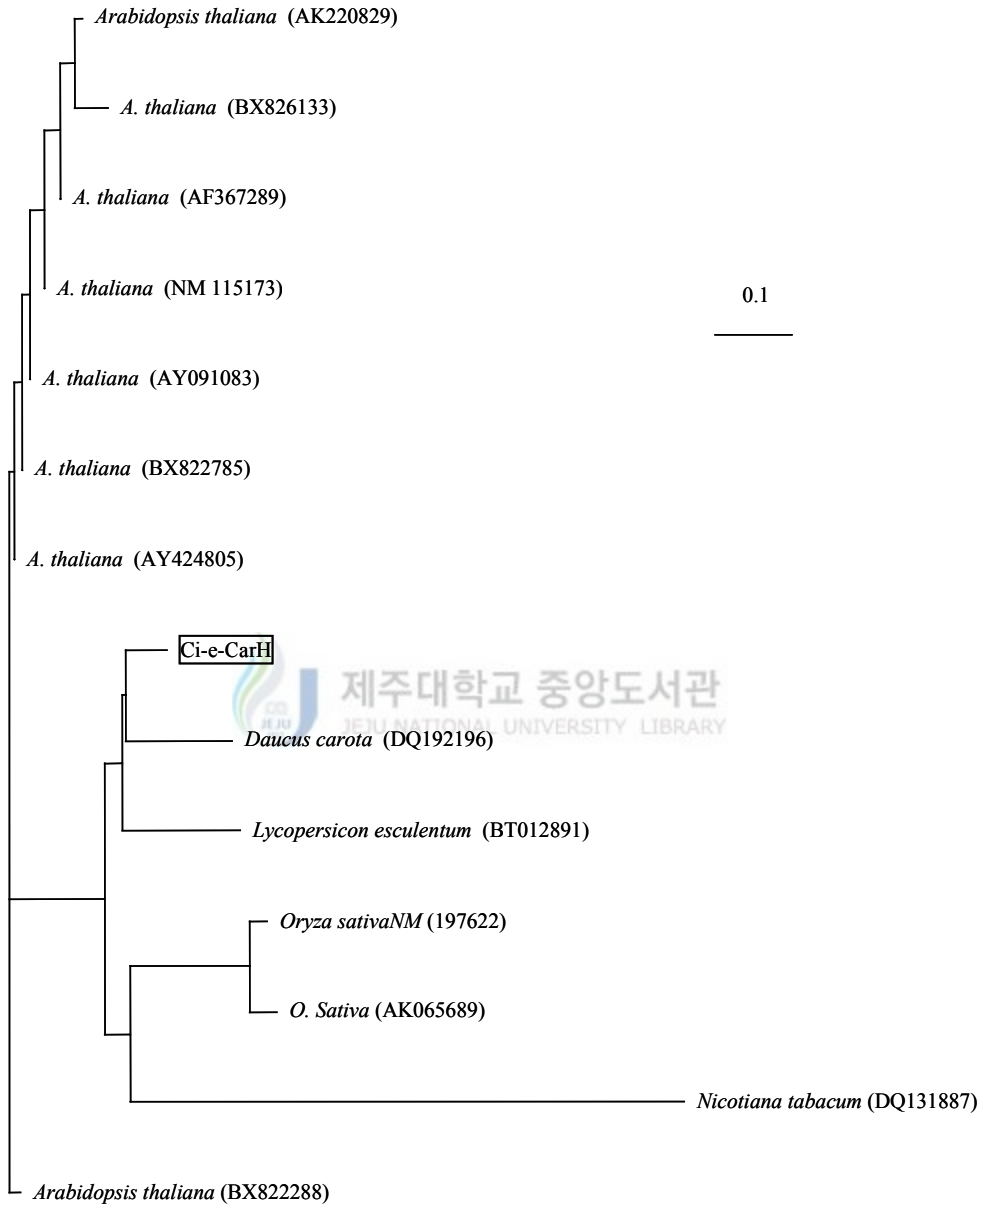 Arabidopsis thaliana (AK220829)
A. thaliana (BX826133)
A. thaliana (AF367289)
A. thaliana (NM 115173)
0.1
A. thaliana (AY091083)
A. thaliana (BX822785)
A. thaliana (AY424805)
Ci-e-CarH
제주대학교 중앙도서관
JEJU
JEJU NATIONAL UNIVERSITY LIBRARY
Daucus carota (DQ192196)
Lycopersicon esculentum (BT012891)
Oryza sativaNM (197622)
O. Sativa (AK065689)
Nicotiana tabacum (DQ131887)
Arabidopsis thaliana (BX822288)